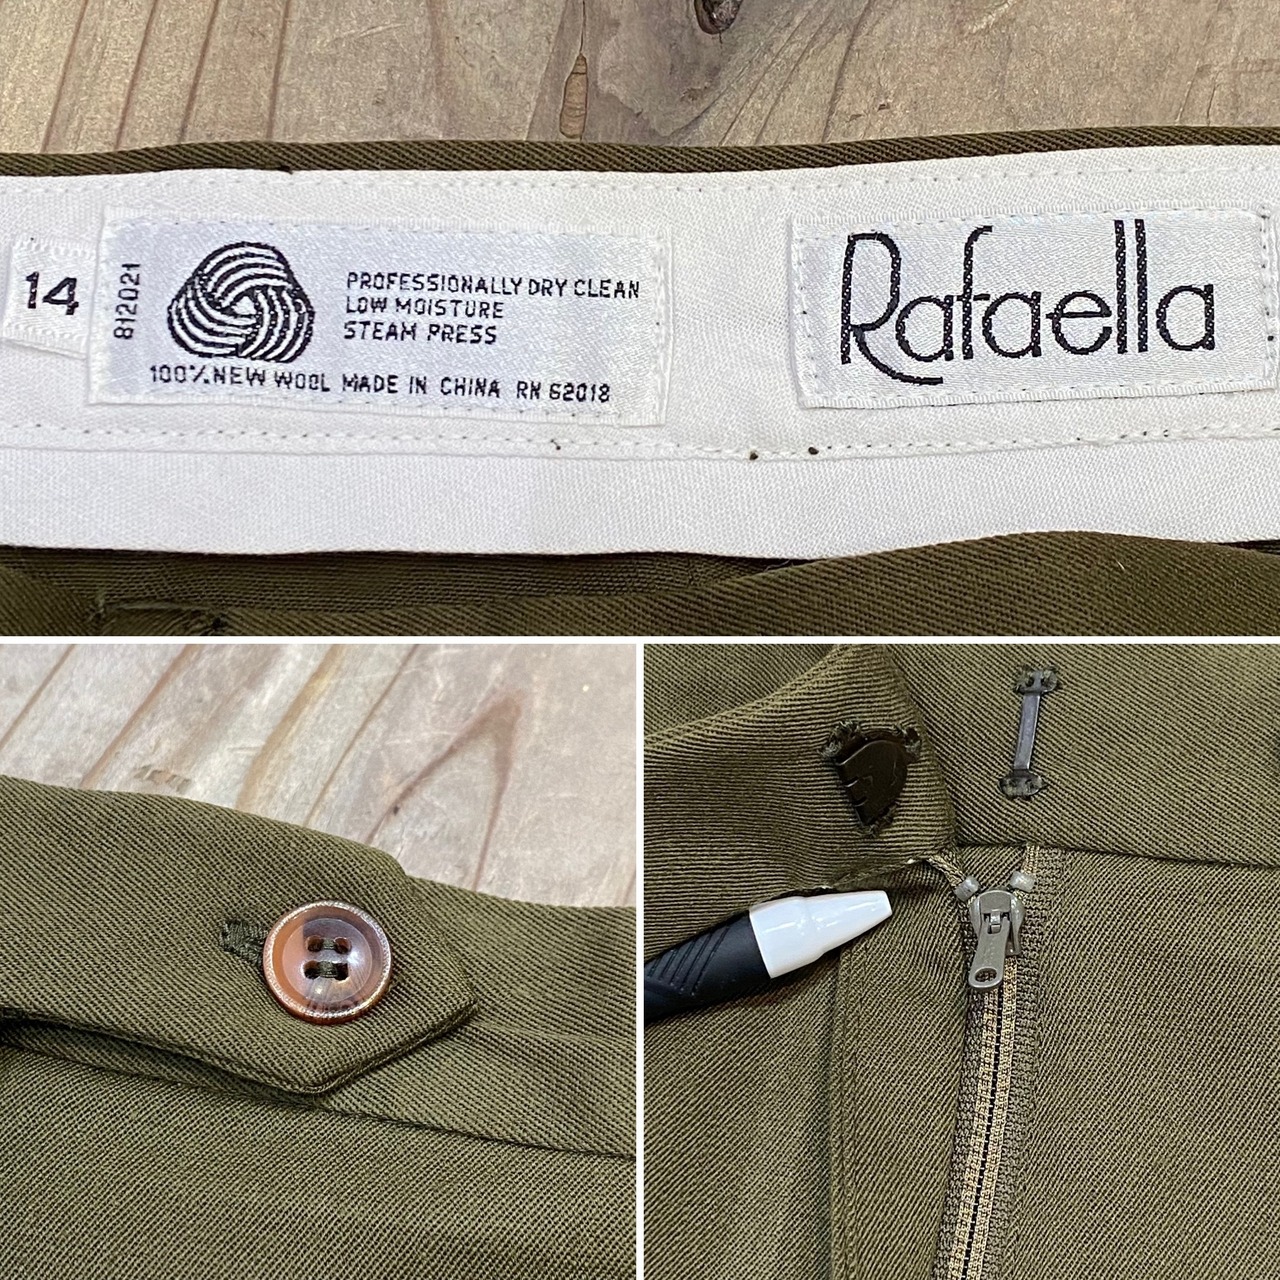 14
812021
PROFESSIONALLY DRY CLEAN
LOW MOISTURE
STEAM PRESS
100% NEW WOOL MADE IN CHINA RN 62018
Rafaella